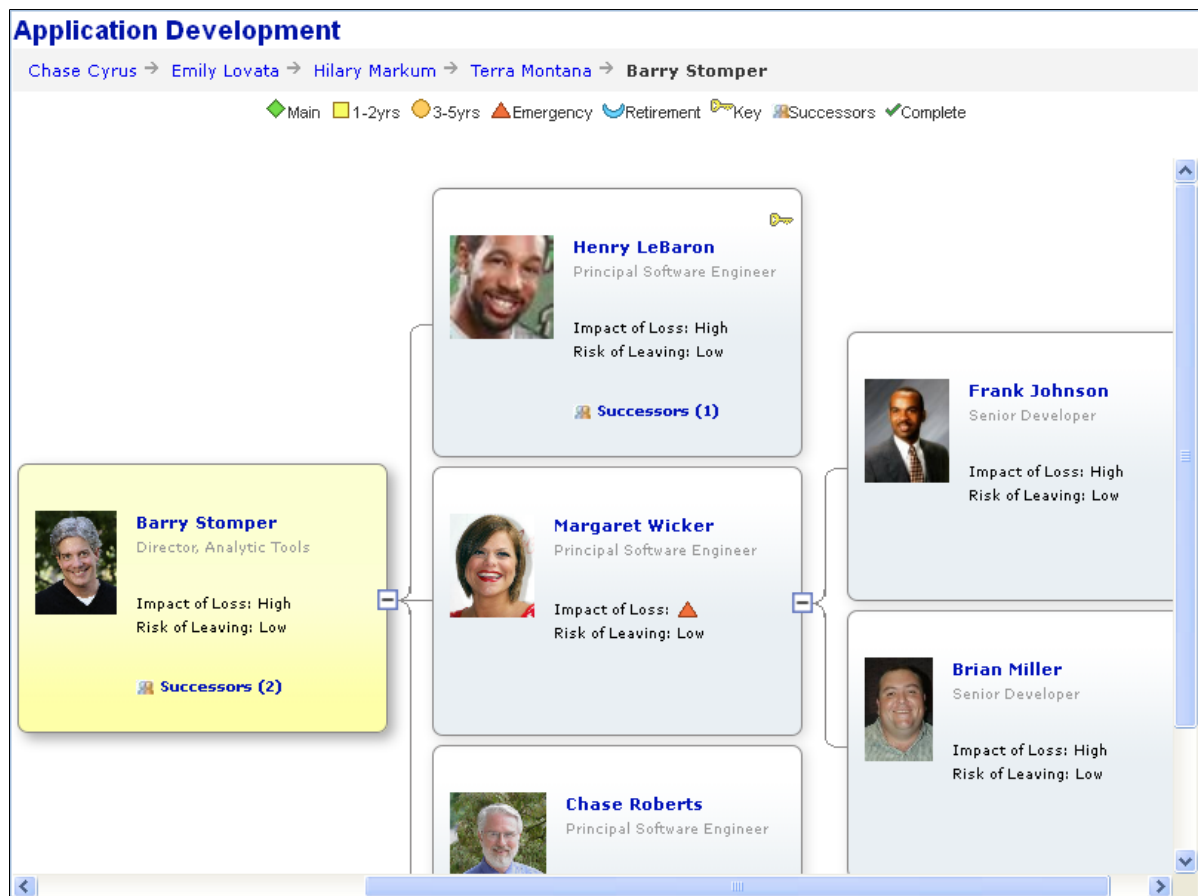 Application Development
Chase Cyrus → Emily Lovata → Hilary Markum → Terra Montana → Barry Stomper
Main 1-2yrs 3-5yrs Emergency Retirement Key Successors Complete
Henry LeBaron
Principal Software Engineer
Impact of Loss: High
Risk of Leaving: Low
Successors (1)
Frank Johnson
Senior Developer
Impact of Loss: High
Risk of Leaving: Low
Barry Stomper
Director, Analytic Tools
Impact of Loss: High
Risk of Leaving: Low
Successors (2)
Margaret Wicker
Principal Software Engineer
Impact of Loss:
Risk of Leaving: Low
Brian Miller
Senior Developer
Impact of Loss: High
Risk of Leaving: Low
Chase Roberts
Principal Software Engineer